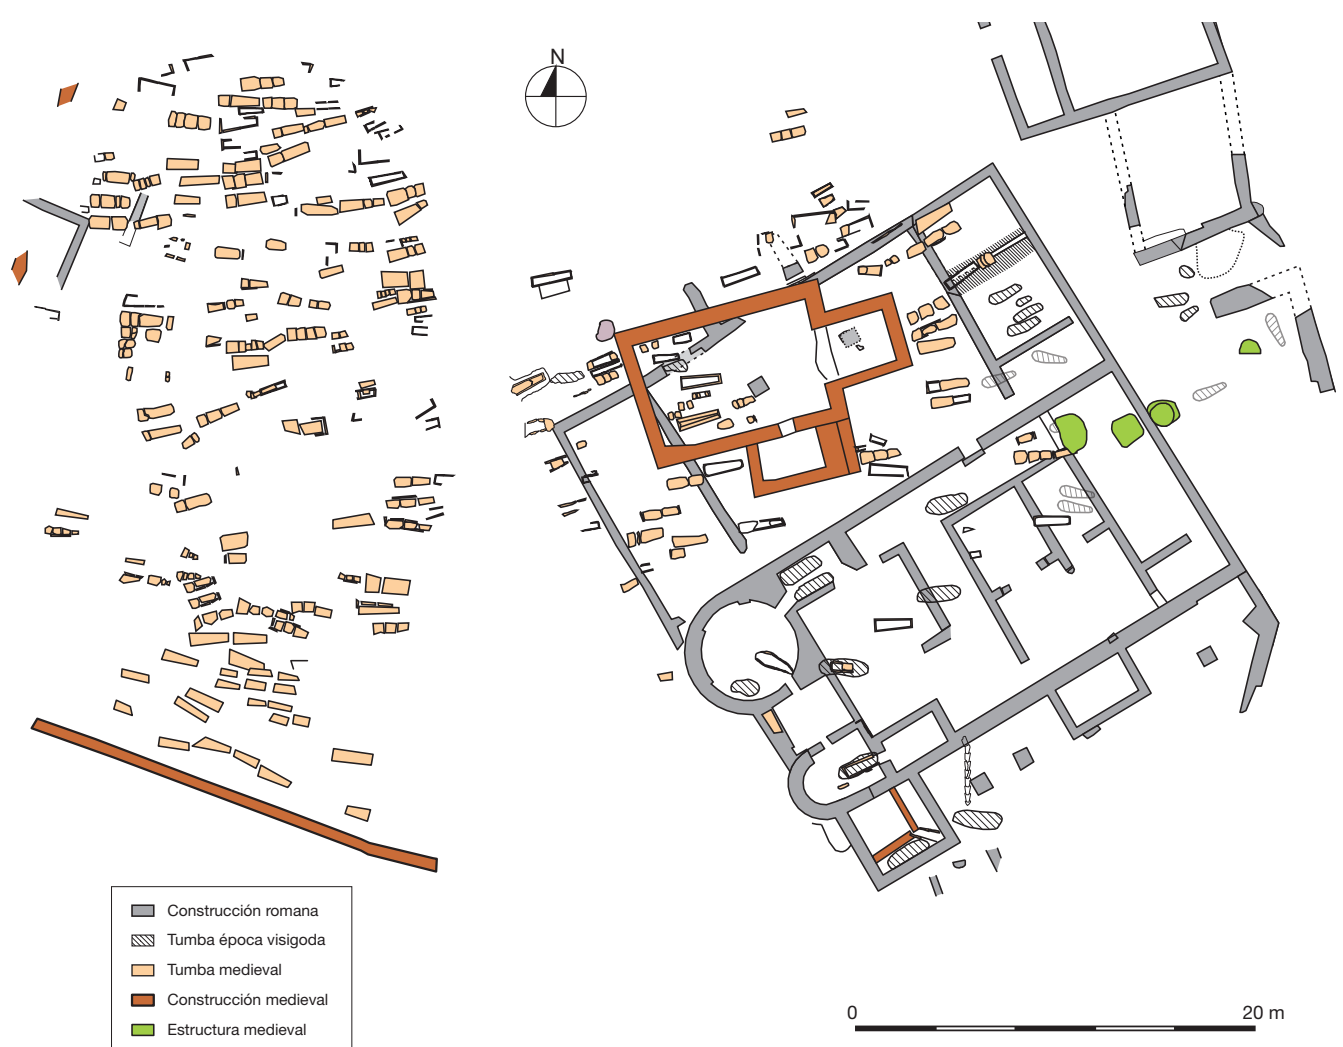 N
Construcción romana
Tumba época visigoda
Tumba medieval
Construcción medieval
Estructura medieval
0 20 m